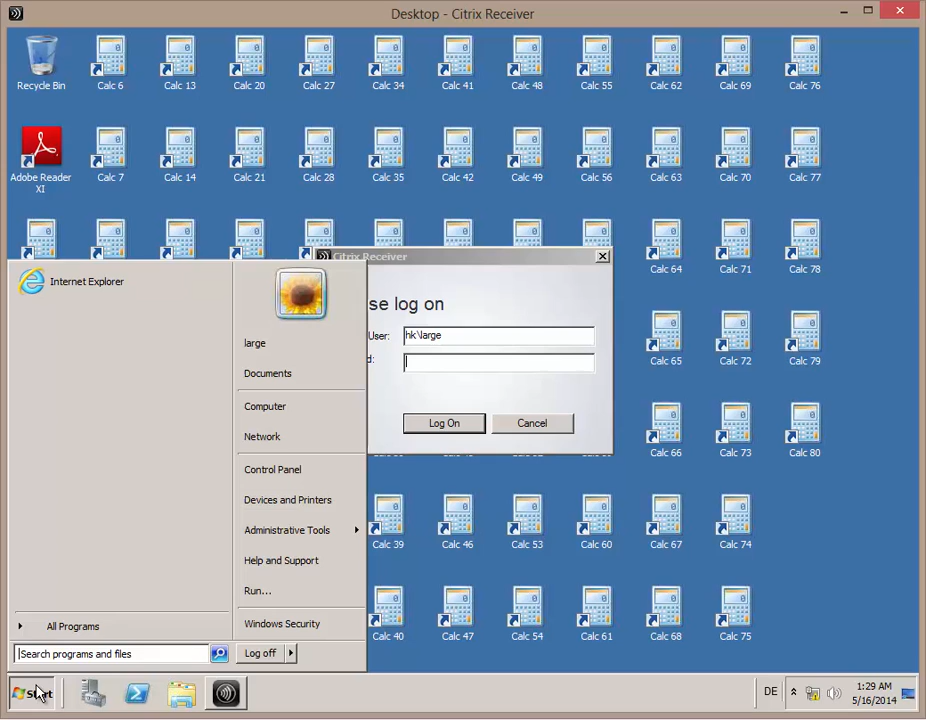 Desktop - Citrix Receiver
Recycle Bin
Calc 6
Calc 13
Calc 20
Calc 27
Calc 34
Calc 41
Calc 48
Calc 55
Calc 62
Calc 69
Calc 76
Adobe Reader
XI
Calc 7
Calc 14
Calc 21
Calc 28
Calc 35
Calc 42
Calc 49
Calc 56
Calc 63
Calc 70
Calc 77
Calc 64
Calc 71
Calc 78
Citrix Receiver
se log on
User:
hk\large
d:
Log On
Cancel
Internet Explorer
large
Documents
Computer
Network
Control Panel
Devices and Printers
Administrative Tools
Help and Support
Run...
Windows Security
All Programs
Search programs and files
Log off
Calc 65
Calc 72
Calc 79
Calc 66
Calc 73
Calc 80
Calc 39
Calc 46
Calc 53
Calc 60
Calc 67
Calc 74
Calc 40
Calc 47
Calc 54
Calc 61
Calc 68
Calc 75
Start
DE
1:29 AM
5/16/2014